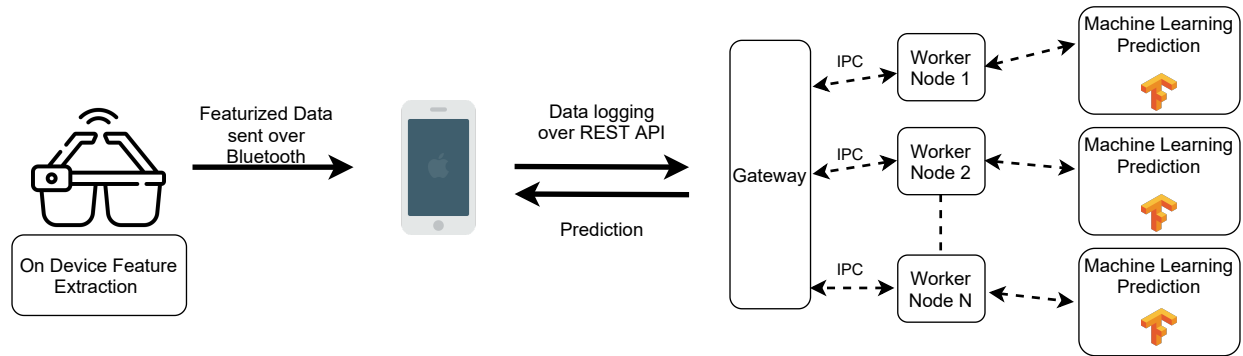 Featurized Data
sent over
Bluetooth
On Device Feature
Extraction
Data logging
over REST API
Prediction
Gateway
IPC
Worker
Node 1
Machine Learning
Prediction
IPC
Worker
Node 2
Machine Learning
Prediction
IPC
Worker
Node N
Machine Learning
Prediction